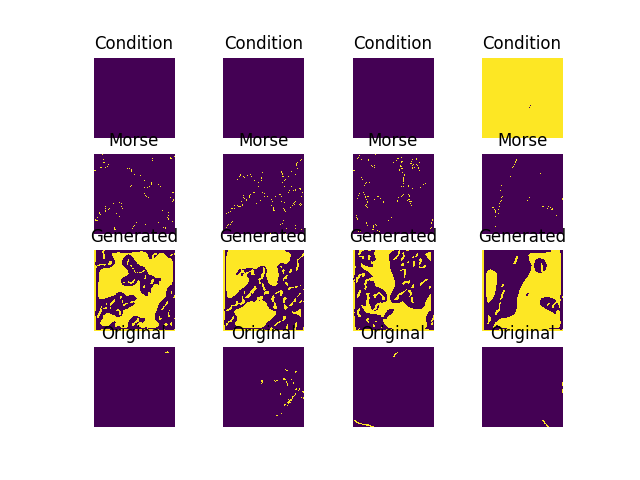 Condition Condition Condition Condition
Morse Morse Morse Morse
Generated Generated Generated Generated
Original Original Original Original